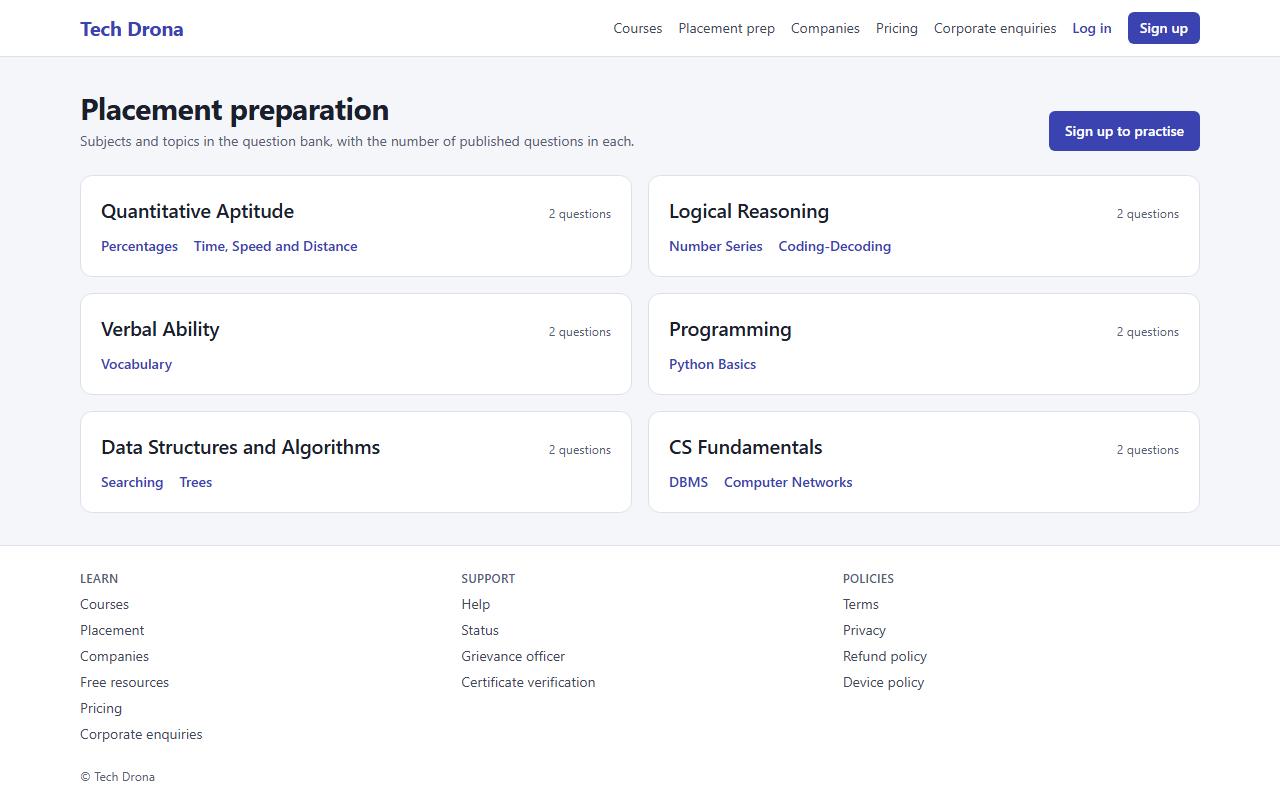 Tech Drona
Courses Placement prep Companies Pricing Corporate enquiries Log in Sign up
Placement preparation
Subjects and topics in the question bank, with the number of published questions in each.
Sign up to practise
Quantitative Aptitude 2 questions
Percentages Time, Speed and Distance
Logical Reasoning 2 questions
Number Series Coding-Decoding
Verbal Ability 2 questions
Vocabulary
Programming 2 questions
Python Basics
Data Structures and Algorithms 2 questions
Searching Trees
CS Fundamentals 2 questions
DBMS Computer Networks
LEARN
Courses
Placement
Companies
Free resources
Pricing
Corporate enquiries
SUPPORT
Help
Status
Grievance officer
Certificate verification
POLICIES
Terms
Privacy
Refund policy
Device policy
© Tech Drona